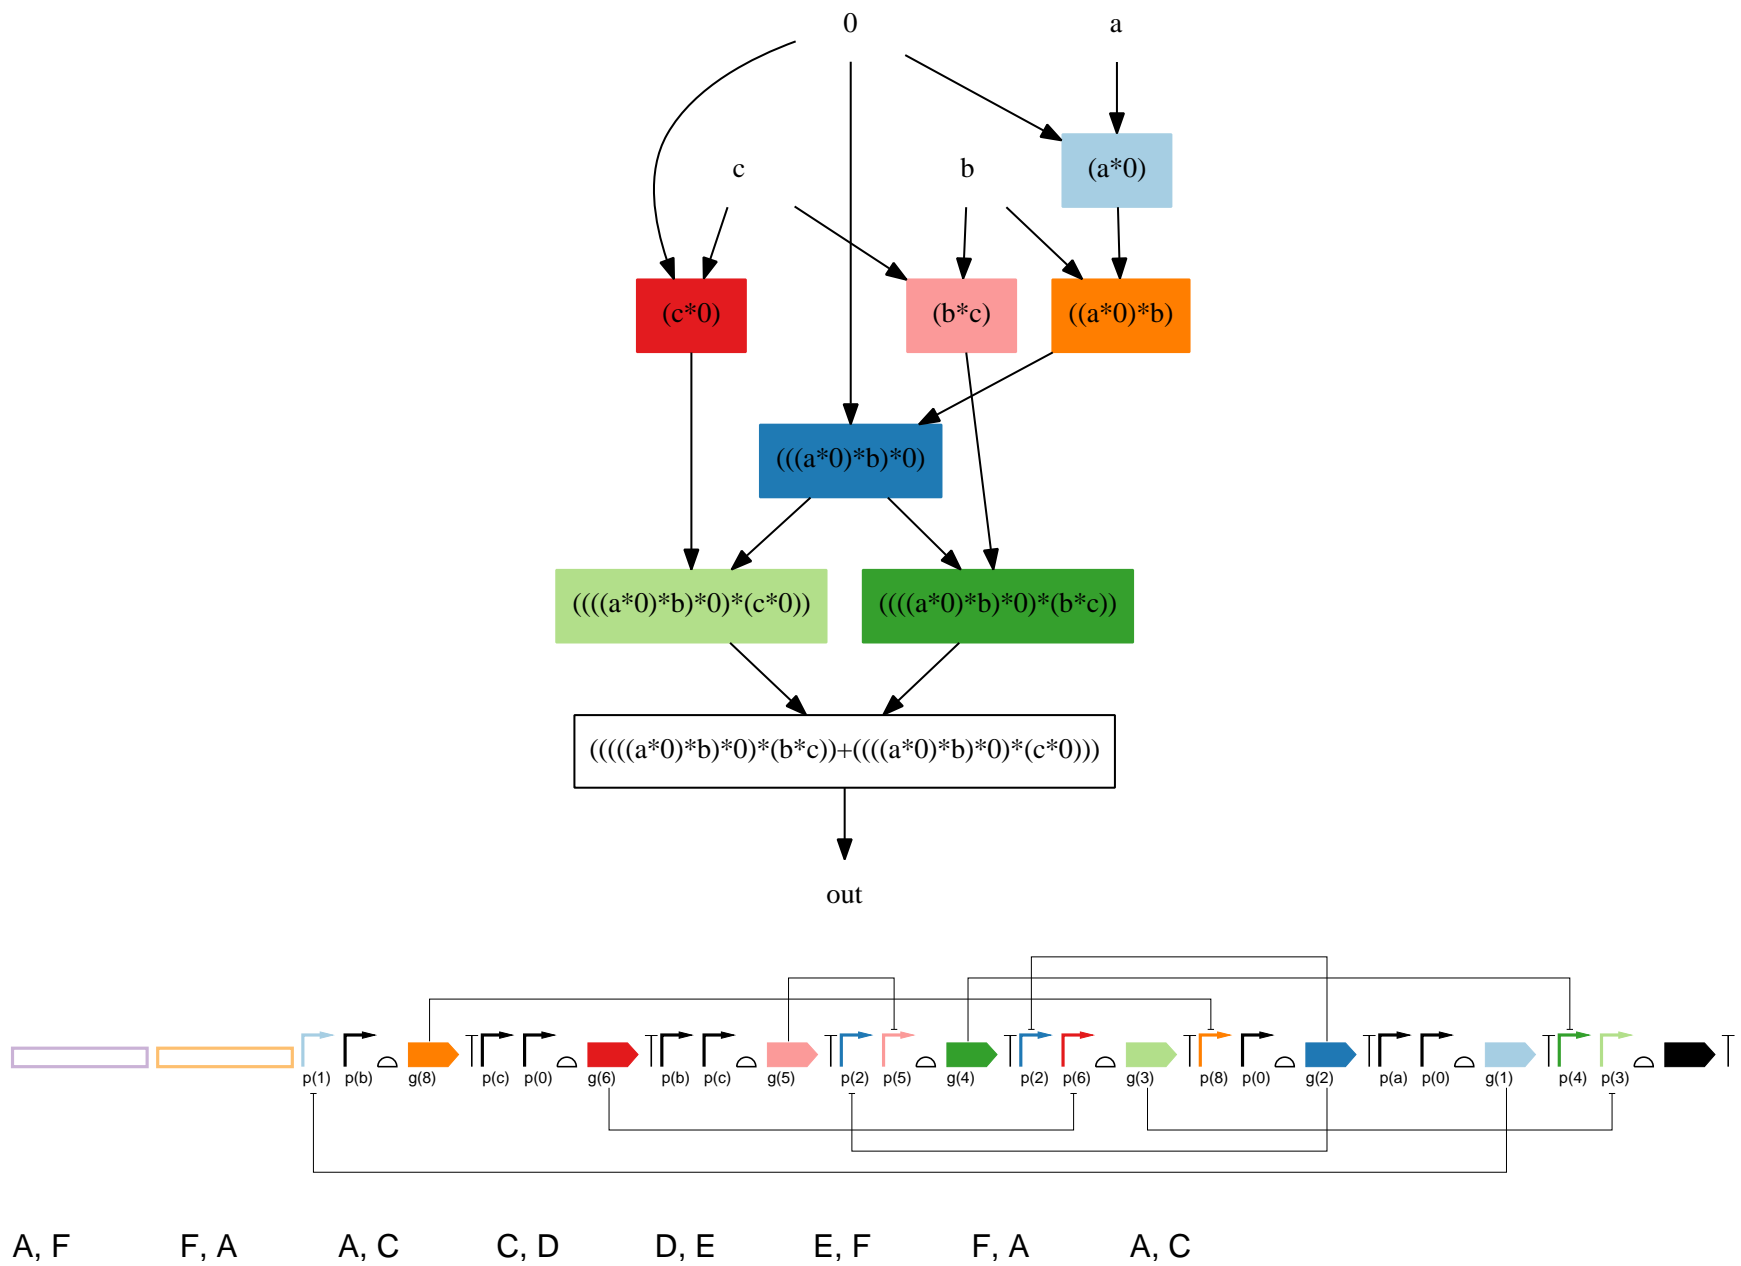 0 a
c b (a*0)
(c*0) (b*c) ((a*0)*b)
(((a*0)*b)*0)
((((a*0)*b)*0)*(c*0)) ((((a*0)*b)*0)*(b*c))
(((((a*0)*b)*0)*(b*c))+((((a*0)*b)*0)*(c*0)))
out
p(1) p(b) g(8) p(c) p(0) g(6) p(b) p(c) g(5) p(2) p(5) g(4) p(2) p(6) g(3) p(8) p(0) g(2) p(a) p(0) g(1) p(4) p(3)
A, F F, A A, C C, D D, E E, F F, A A, C